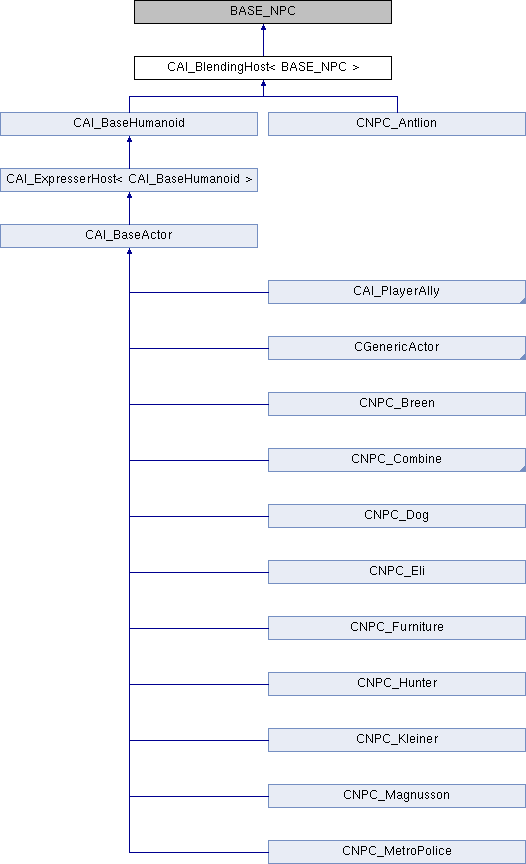 BASE_NPC
CAI_BlendingHost< BASE_NPC >
CAI_BaseHumanoid
CNPC_Antlion
CAI_ExpresserHost< CAI_BaseHumanoid >
CAI_BaseActor
CAI_PlayerAlly
CGenericActor
CNPC_Breen
CNPC_Combine
CNPC_Dog
CNPC_Eli
CNPC_Furniture
CNPC_Hunter
CNPC_Kleiner
CNPC_Magnusson
CNPC_MetroPolice